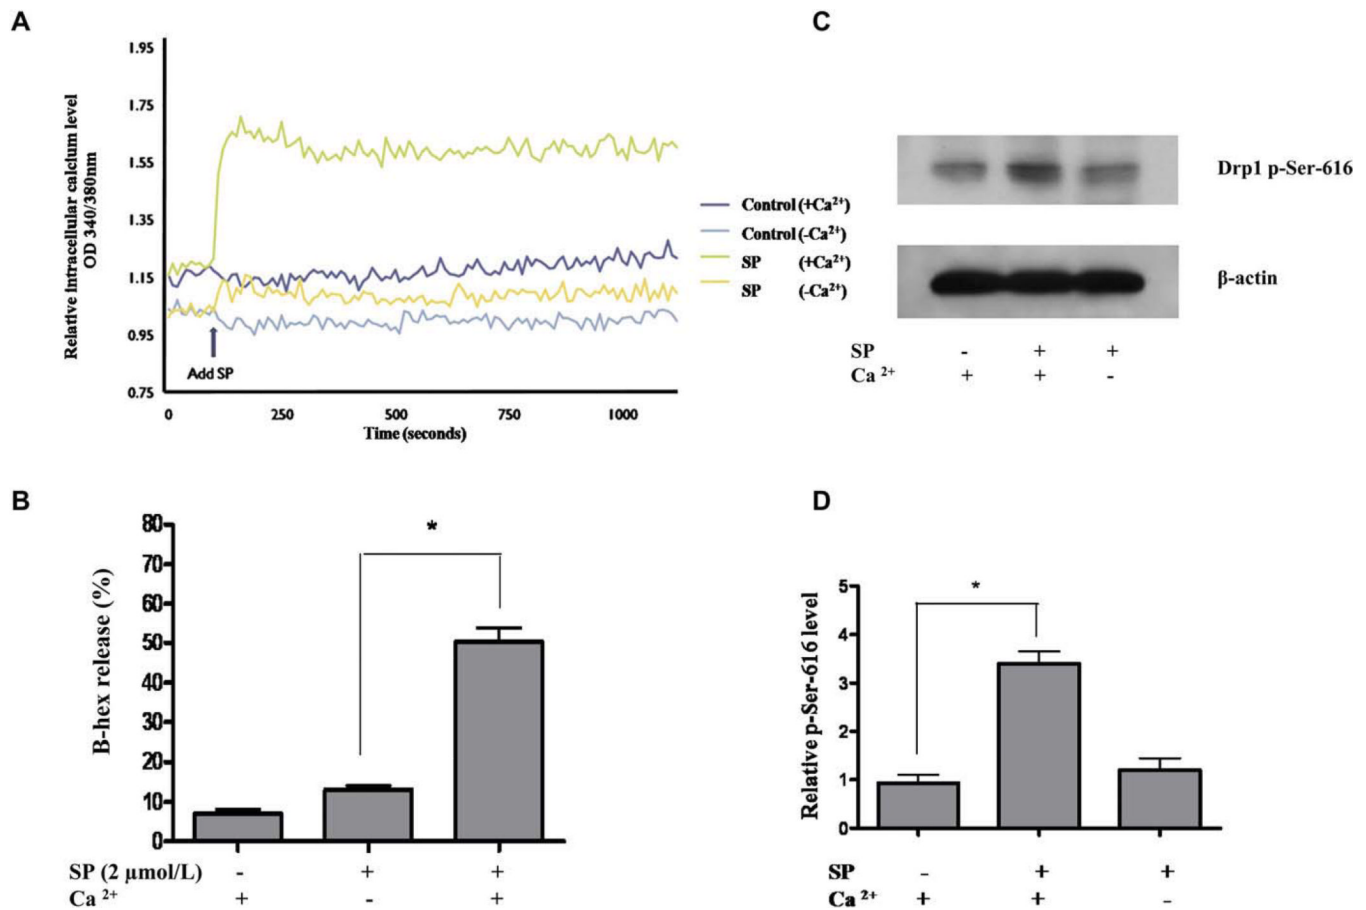 A
Relative Intracellular calcium level
OD 340/380nm
1.95
1.75
1.55
1.35
1.15
0.95
0.75
Add SP
0 250 500 750 1000
Time (seconds)
Control (+Ca²⁺)
Control (-Ca²⁺)
SP (+Ca²⁺)
SP (-Ca²⁺)
C
Drp1 p-Ser-616
β-actin
SP - + +
Ca ²⁺ + + -
B
B-hex release (%)
80
70
60
50
40
30
20
10
0
*
SP (2 µmol/L) - + +
Ca ²⁺ + - +
D
Relative p-Ser-616 level
5
4
3
2
1
0
*
SP - + +
Ca ²⁺ + + -